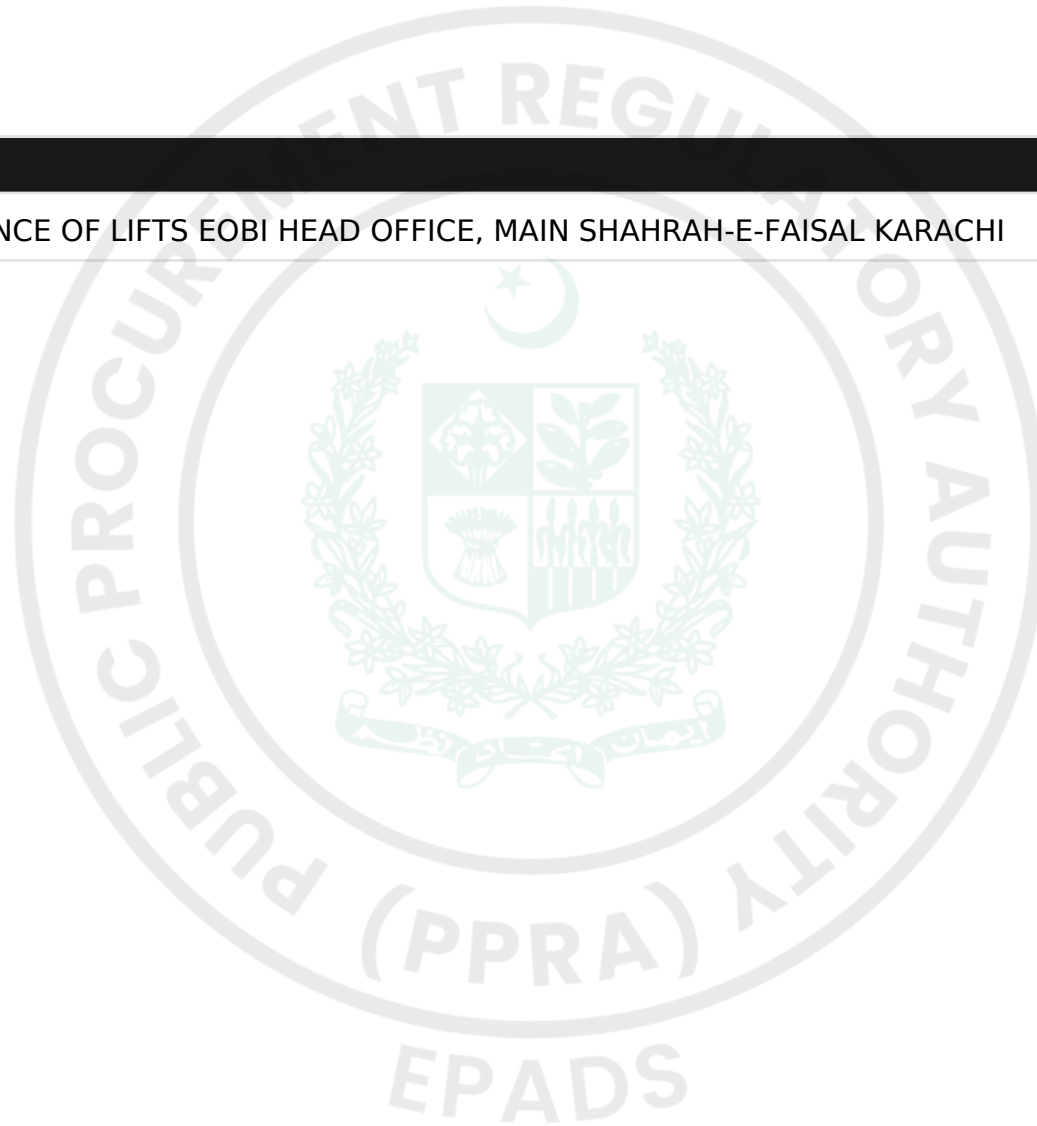 NCE OF LIFTS EOBI HEAD OFFICE, MAIN SHAHRAH-E-FAISAL KARACHI
PUBLIC PROCUREMENT REGULATORY AUTHORITY
(PPRA)
EPADS